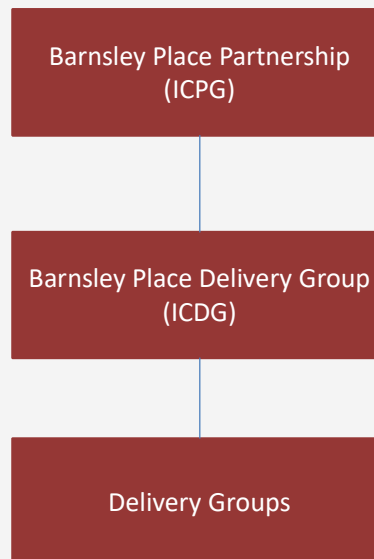 Barnsley Place Partnership
(ICPG)
Barnsley Place Delivery Group
(ICDG)
Delivery Groups